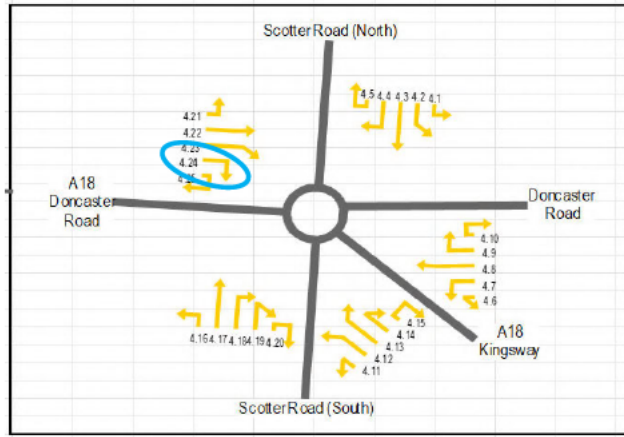 Scotter Road (North)
4.5 4.4 4.3 4.2 4.1
4.21
4.22
4.23
4.24
4.25
A18
Doncaster
Road
Doncaster
Road
4.10
4.9
4.8
4.7
4.6
4.15
4.14
4.13
4.12
4.11
4.16 4.17 4.18 4.19 4.20
A18
Kingsway
Scotter Road (South)